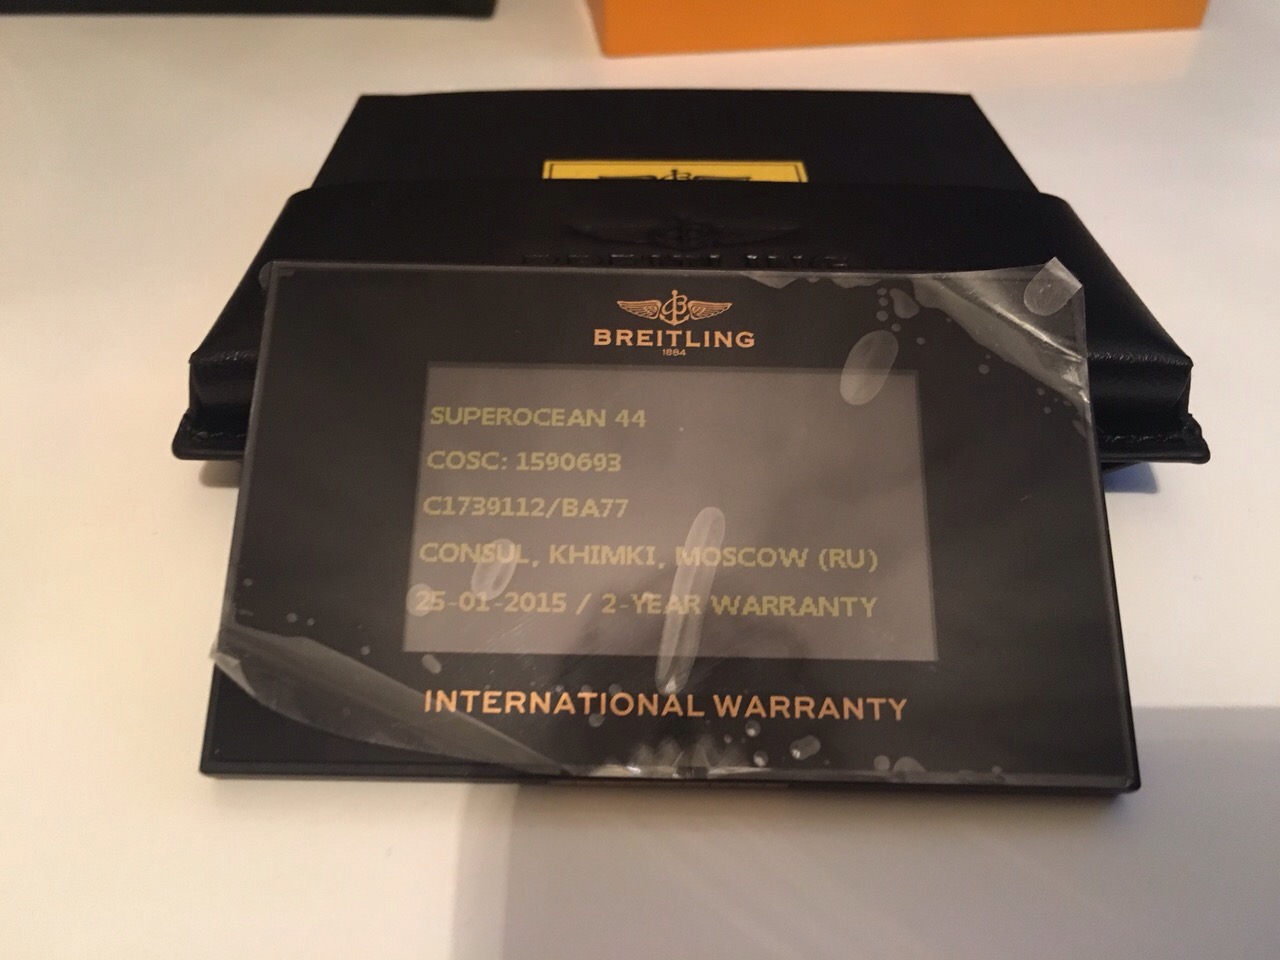 BREITLING
1884
SUPEROCEAN 44
COSC: 1590693
C1739112/BA77
CONSUL, KHIMKI, MOSCOW (RU)
25-01-2015 / 2-YEAR WARRANTY
INTERNATIONAL WARRANTY